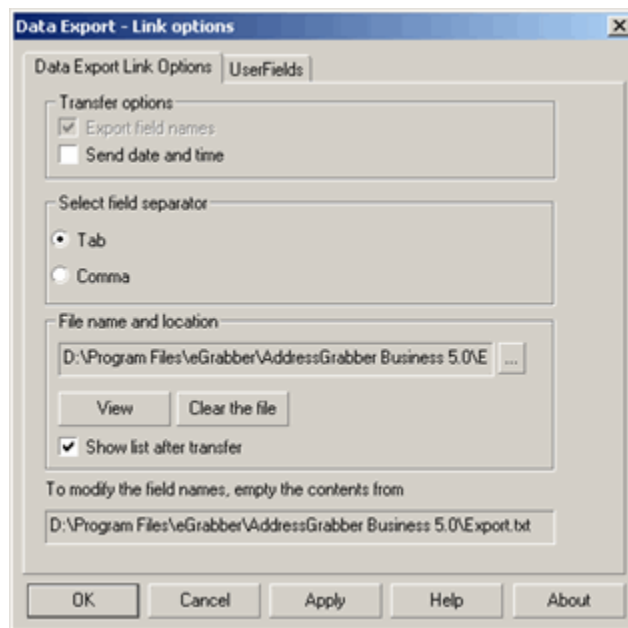 Data Export - Link options
Data Export Link Options UserFields
Transfer options
Export field names
Send date and time
Select field separator
Tab
Comma
File name and location
D:\Program Files\eGrabber\AddressGrabber Business 5.0\E ...
View Clear the file
Show list after transfer
To modify the field names, empty the contents from
D:\Program Files\eGrabber\AddressGrabber Business 5.0\Export.txt
OK Cancel Apply Help About